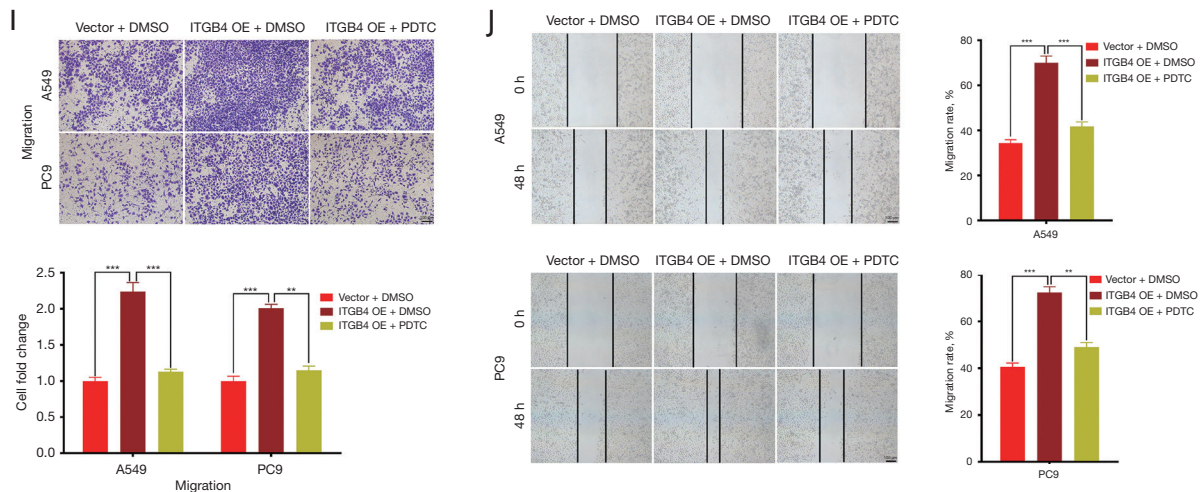 I
Vector + DMSO ITGB4 OE + DMSO ITGB4 OE + PDTC
Migration
A549
PC9
Cell fold change
2.5
2.0
1.5
1.0
0.5
0.0
*** ***
*** **
Vector + DMSO
ITGB4 OE + DMSO
ITGB4 OE + PDTC
A549 PC9
Migration
J
Vector + DMSO ITGB4 OE + DMSO ITGB4 OE + PDTC
A549
0 h
48 h
Migration rate, %
80
60
40
20
0
*** ***
Vector + DMSO
ITGB4 OE + DMSO
ITGB4 OE + PDTC
A549
Vector + DMSO ITGB4 OE + DMSO ITGB4 OE + PDTC
PC9
0 h
48 h
Migration rate, %
80
60
40
20
0
*** **
Vector + DMSO
ITGB4 OE + DMSO
ITGB4 OE + PDTC
PC9